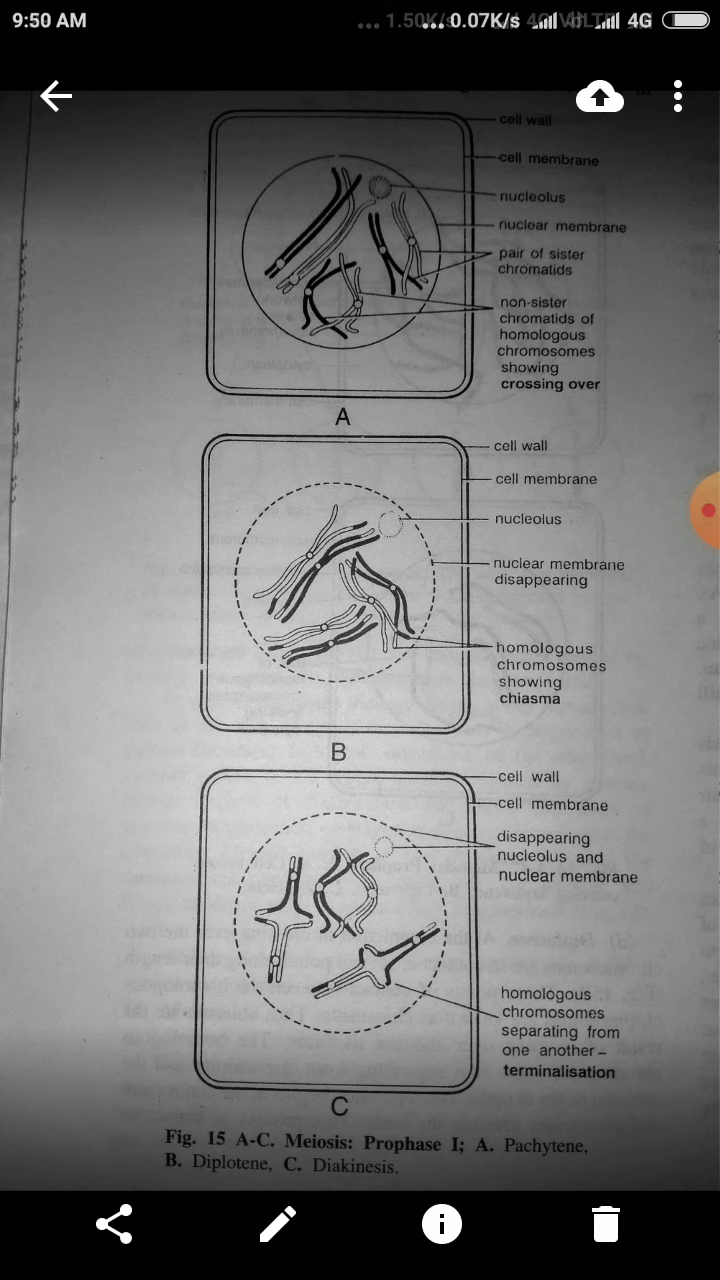 9:50 AM
... 0.07K/s 4G
cell wall
cell membrane
nucleolus
nuclear membrane
pair of sister
chromatids
non-sister
chromatids of
homologous
chromosomes
showing
crossing over
A
cell wall
cell membrane
nucleolus
nuclear membrane
disappearing
homologous
chromosomes
showing
chiasma
B
cell wall
cell membrane
disappearing
nucleolus and
nuclear membrane
homologous
chromosomes
separating from
one another –
terminalisation
C
Fig. 15 A-C. Meiosis: Prophase I; A. Pachytene,
B. Diplotene, C. Diakinesis.